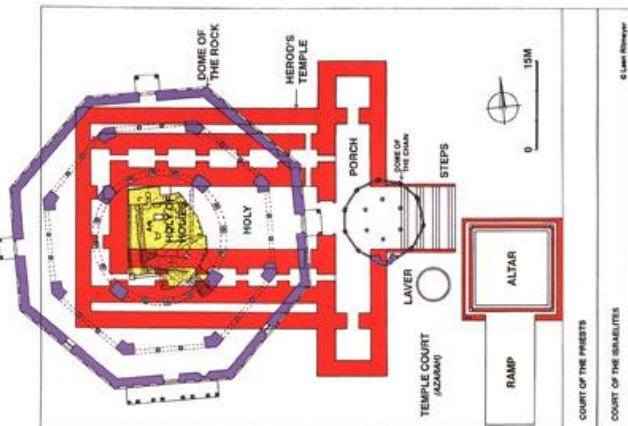 DOME OF
THE ROCK
HEROD'S
TEMPLE
HOLY OF
HOLIES
HOLY
PORCH
DOME OF
THE CHAIN
STEPS
15M
0
LAVER
ALTAR
TEMPLE COURT
(AZARAH)
RAMP
COURT OF THE PRIESTS
COURT OF THE ISRAELITES
© Leen Ritmeyer